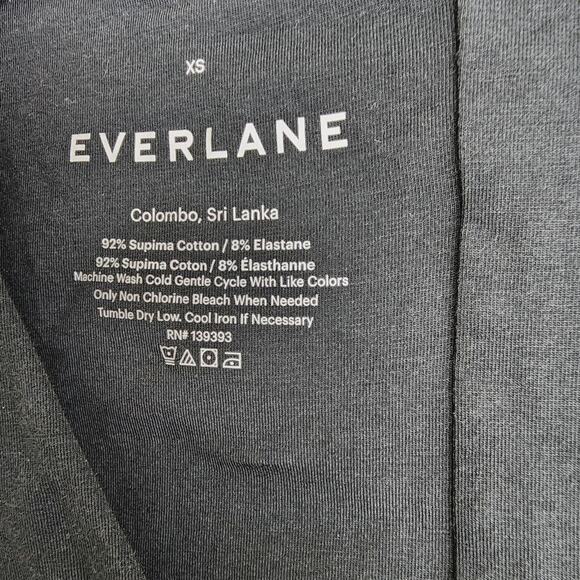 XS
EVERLANE
Colombo, Sri Lanka
92% Supima Cotton / 8% Elastane
92% Supima Coton / 8% Élasthanne
Machine Wash Cold Gentle Cycle With Like Colors
Only Non Chlorine Bleach When Needed
Tumble Dry Low. Cool Iron If Necessary
RN# 139393